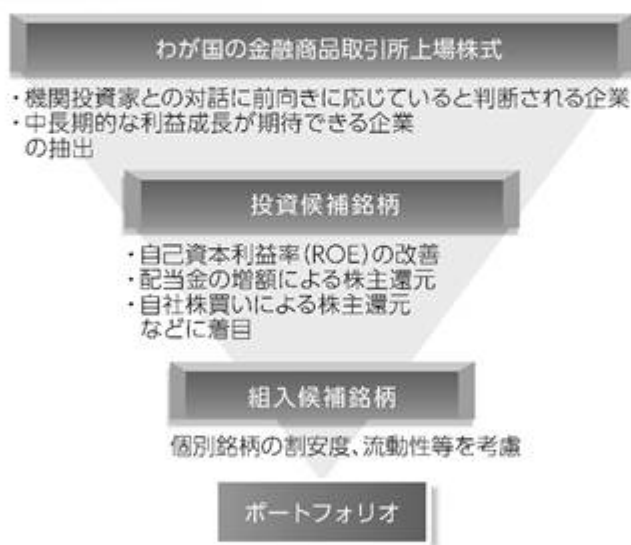 わが国の金融商品取引所上場株式
・機関投資家との対話に前向きに応じていると判断される企業
・中長期的な利益成長が期待できる企業
の抽出
投資候補銘柄
・自己資本利益率(ROE)の改善
・配当金の増額による株主還元
・自社株買いによる株主還元
などに着目
組入候補銘柄
個別銘柄の割安度、流動性等を考慮
ポートフォリオ